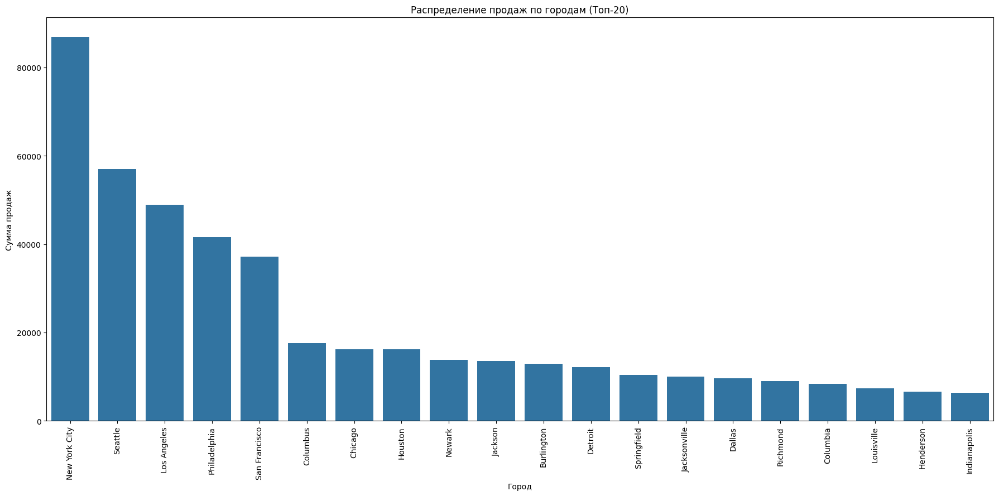 Распределение продаж по городам (Топ-20)
Сумма продаж
80000
60000
40000
20000
0
New York City
Seattle
Los Angeles
Philadelphia
San Francisco
Columbus
Chicago
Houston
Newark
Jackson
Burlington
Detroit
Springfield
Jacksonville
Dallas
Richmond
Columbia
Louisville
Henderson
Indianapolis
Город